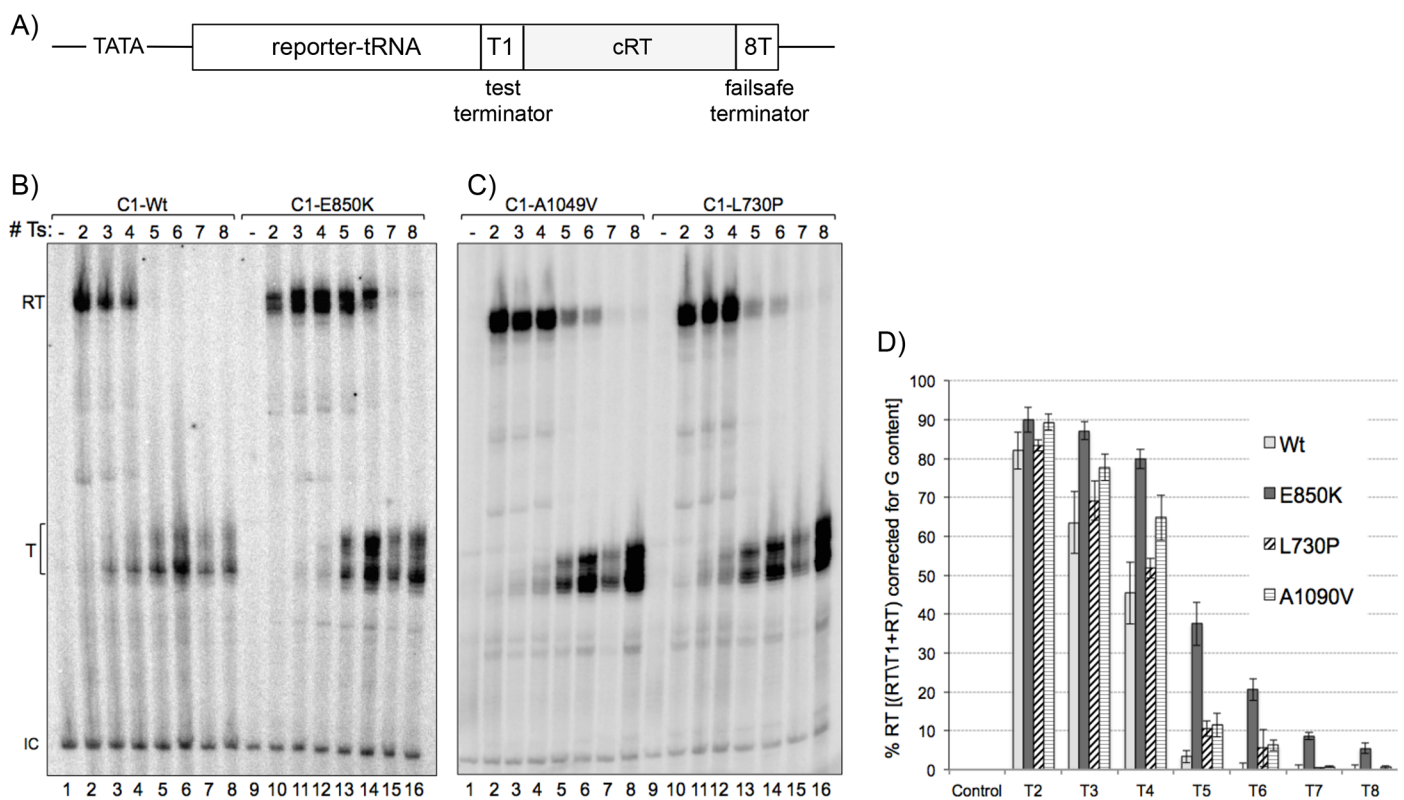 A)
TATA
reporter-tRNA
T1
cRT
8T
test
terminator
failsafe
terminator
B)
C1-Wt
C1-E850K
# Ts:
- 2 3 4 5 6 7 8 - 2 3 4 5 6 7 8
RT
T
IC
1 2 3 4 5 6 7 8 9 10 11 12 13 14 15 16
C)
C1-A1049V
C1-L730P
- 2 3 4 5 6 7 8 - 2 3 4 5 6 7 8
1 2 3 4 5 6 7 8 9 10 11 12 13 14 15 16
D)
% RT [(RT\T1+RT) corrected for G content]
100
90
80
70
60
50
40
30
20
10
0
Wt
E850K
L730P
A1090V
Control T2 T3 T4 T5 T6 T7 T8